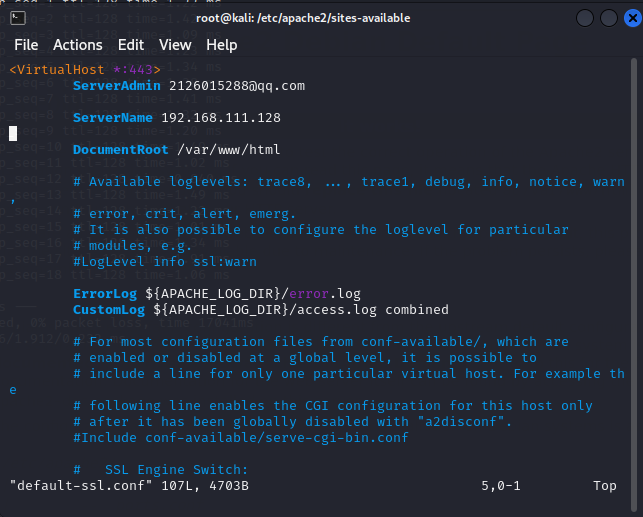 root@kali: /etc/apache2/sites-available
File Actions Edit View Help
<VirtualHost *:443>
ServerAdmin 2126015288@qq.com
ServerName 192.168.111.128
DocumentRoot /var/www/html
# Available loglevels: trace8, ..., trace1, debug, info, notice, warn
,
# error, crit, alert, emerg.
# It is also possible to configure the loglevel for particular
# modules, e.g.
#LogLevel info ssl:warn
ErrorLog ${APACHE_LOG_DIR}/error.log
CustomLog ${APACHE_LOG_DIR}/access.log combined
# For most configuration files from conf-available/, which are
# enabled or disabled at a global level, it is possible to
# include a line for only one particular virtual host. For example th
e
# following line enables the CGI configuration for this host only
# after it has been globally disabled with "a2disconf".
#Include conf-available/serve-cgi-bin.conf
#   SSL Engine Switch:
"default-ssl.conf" 107L, 4703B 5,0-1 Top